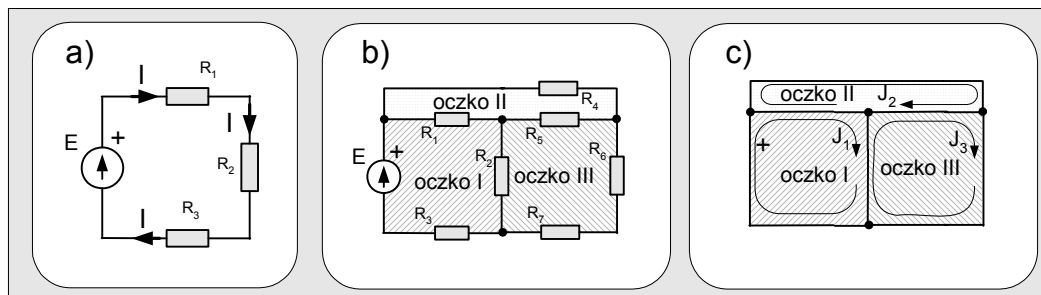 a)
I
R1
I
E
+
R2
I
R3
b)
R4
oczko II
R1
R5
E
+
R2
R6
oczko I
oczko III
R3
R7
c)
oczko II
J2
+
J1
J3
oczko I
oczko III